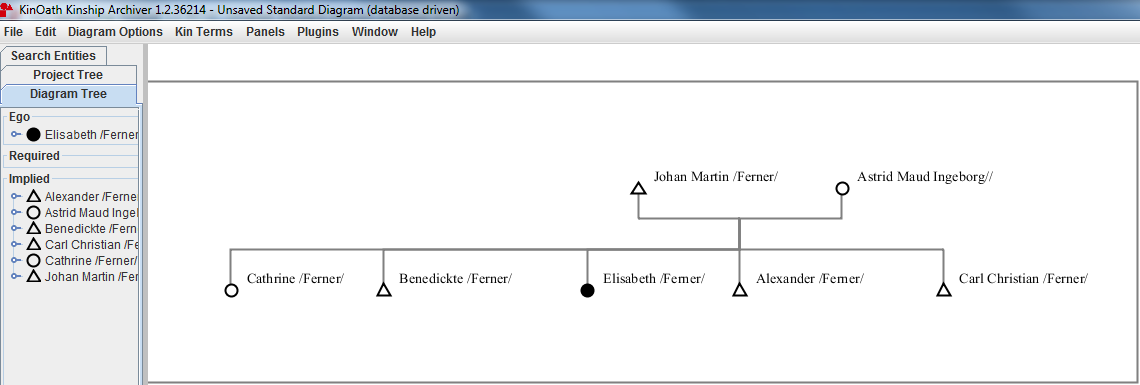 KinOath Kinship Archiver 1.2.36214 - Unsaved Standard Diagram (database driven)
File Edit Diagram Options Kin Terms Panels Plugins Window Help
Search Entities
Project Tree
Diagram Tree
Ego
Elisabeth /Ferner
Required
Implied
Alexander /Ferne
Astrid Maud Ingel
Benedickte /Fern
Carl Christian /Fe
Cathrine /Ferner/
Johan Martin /Fer
Johan Martin /Ferner/ Astrid Maud Ingeborg//
Cathrine /Ferner/ Benedickte /Ferner/ Elisabeth /Ferner/ Alexander /Ferner/ Carl Christian /Ferner/